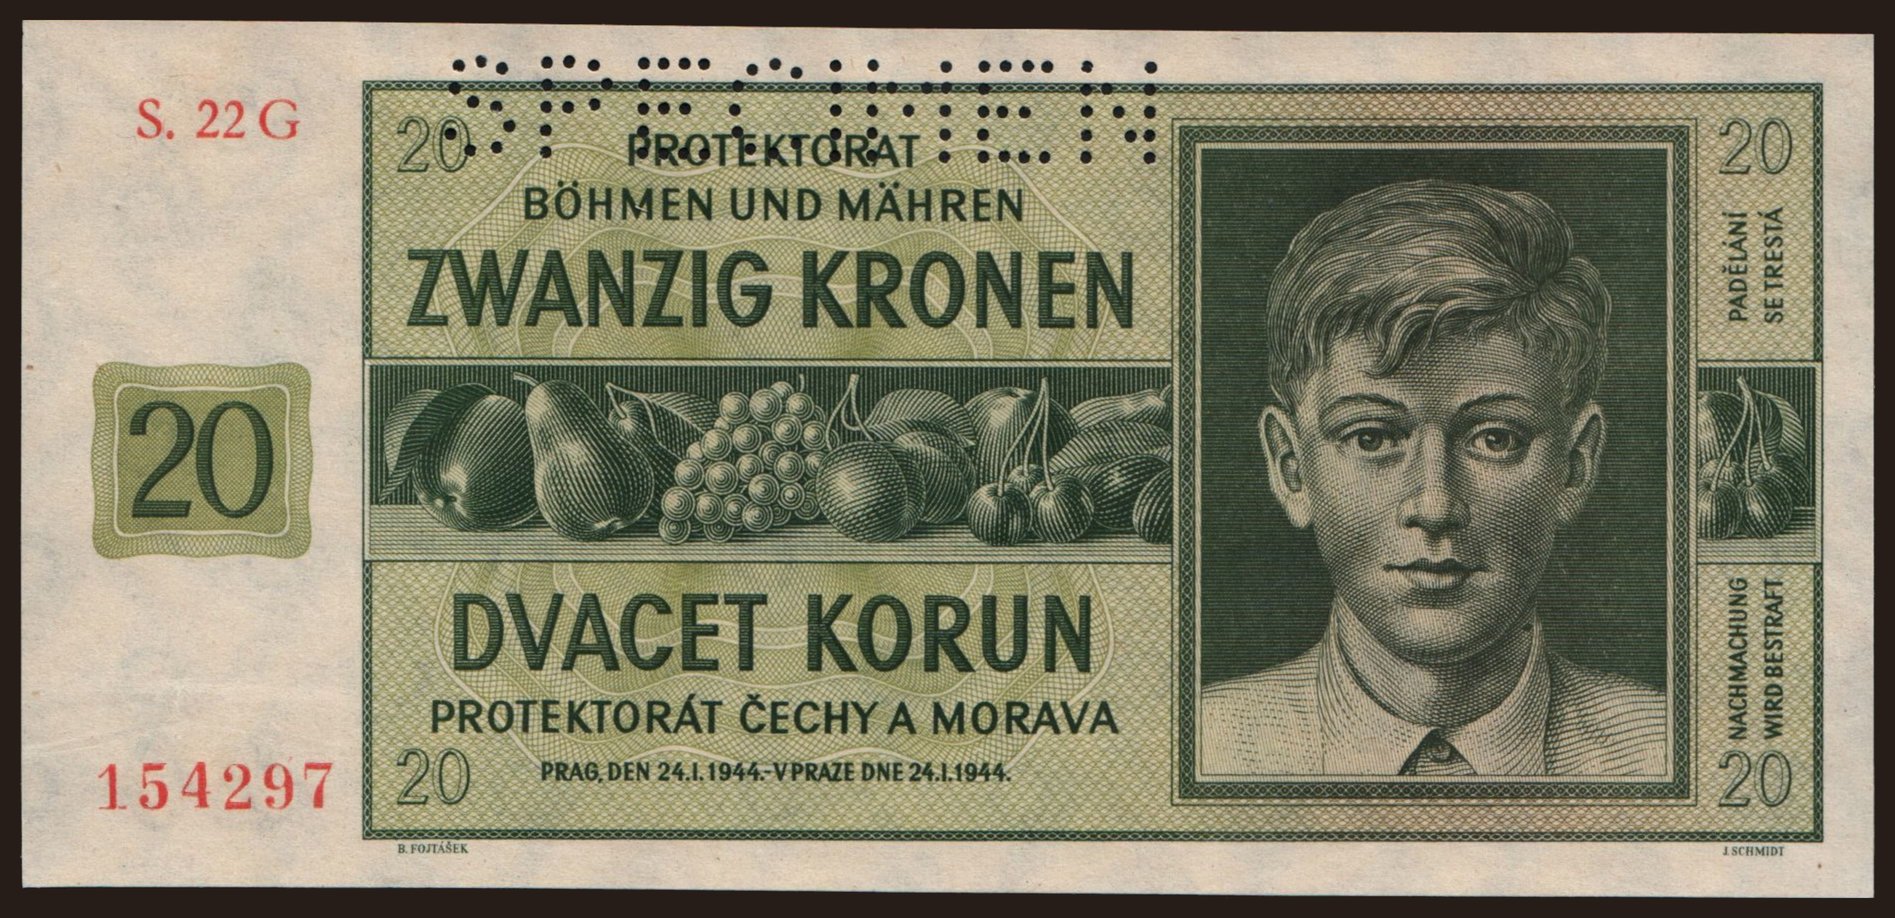 SPECIMEN
S. 22 G
20
PROTEKTORAT
BÖHMEN UND MÄHREN
ZWANZIG KRONEN
20
DVACET KORUN
PROTEKTORÁT ČECHY A MORAVA
PRAG, DEN 24.I.1944.-V PRAZE DNE 24.I.1944.
20
154297
20
PADĚLÁNÍ
SE TRESTÁ
NACHMACHUNG
WIRD BESTRAFT
20
B. FOJTÁŠEK
J. SCHMIDT